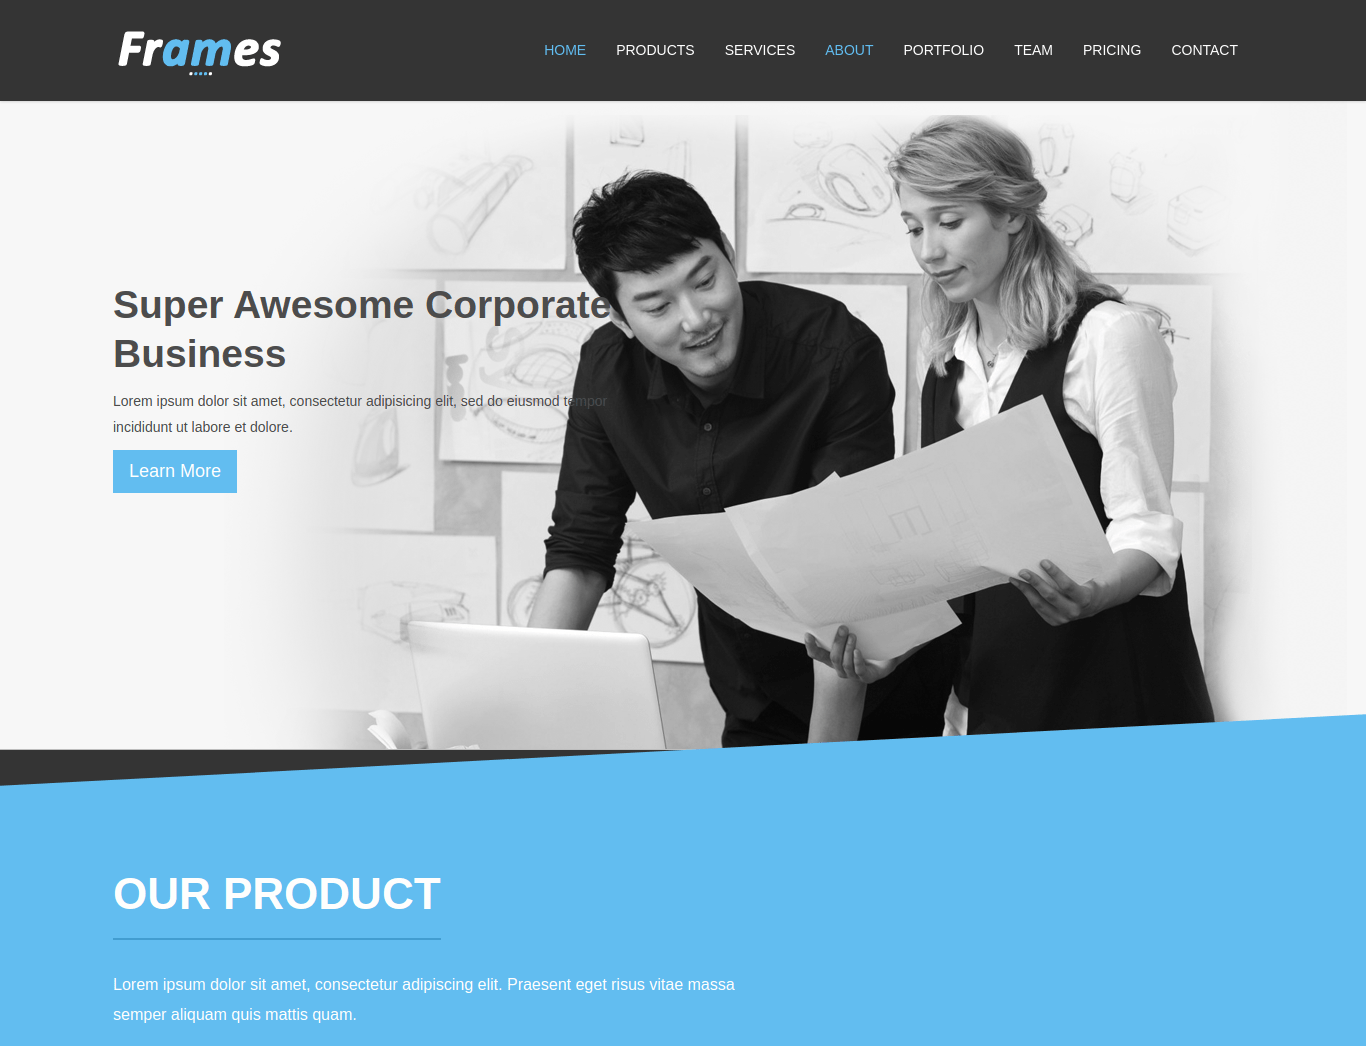 Frames
HOME PRODUCTS SERVICES ABOUT PORTFOLIO TEAM PRICING CONTACT
Super Awesome Corporate
Business
Lorem ipsum dolor sit amet, consectetur adipisicing elit, sed do eiusmod tempor
incididunt ut labore et dolore.
Learn More
OUR PRODUCT
Lorem ipsum dolor sit amet, consectetur adipiscing elit. Praesent eget risus vitae massa
semper aliquam quis mattis quam.